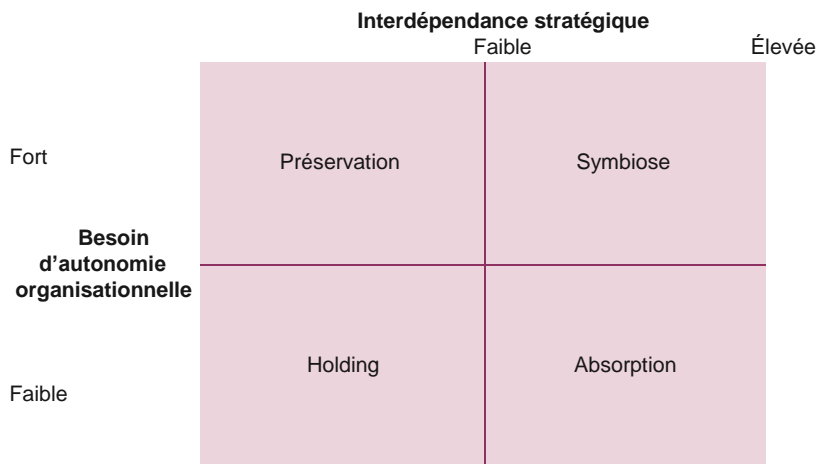 Interdépendance stratégique
Faible Élevée
Fort
Préservation Symbiose
Besoin
d’autonomie
organisationnelle
Holding Absorption
Faible